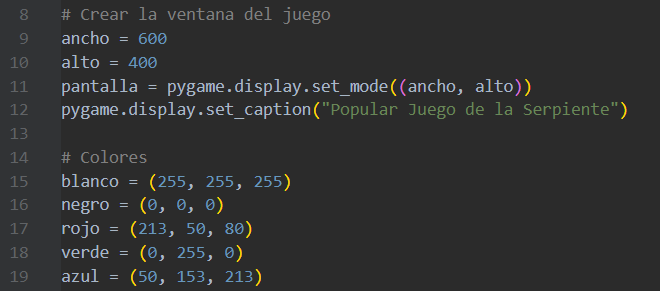 8 # Crear la ventana del juego
9 ancho = 600
10 alto = 400
11 pantalla = pygame.display.set_mode((ancho, alto))
12 pygame.display.set_caption("Popular Juego de la Serpiente")
13
14 # Colores
15 blanco = (255, 255, 255)
16 negro = (0, 0, 0)
17 rojo = (213, 50, 80)
18 verde = (0, 255, 0)
19 azul = (50, 153, 213)